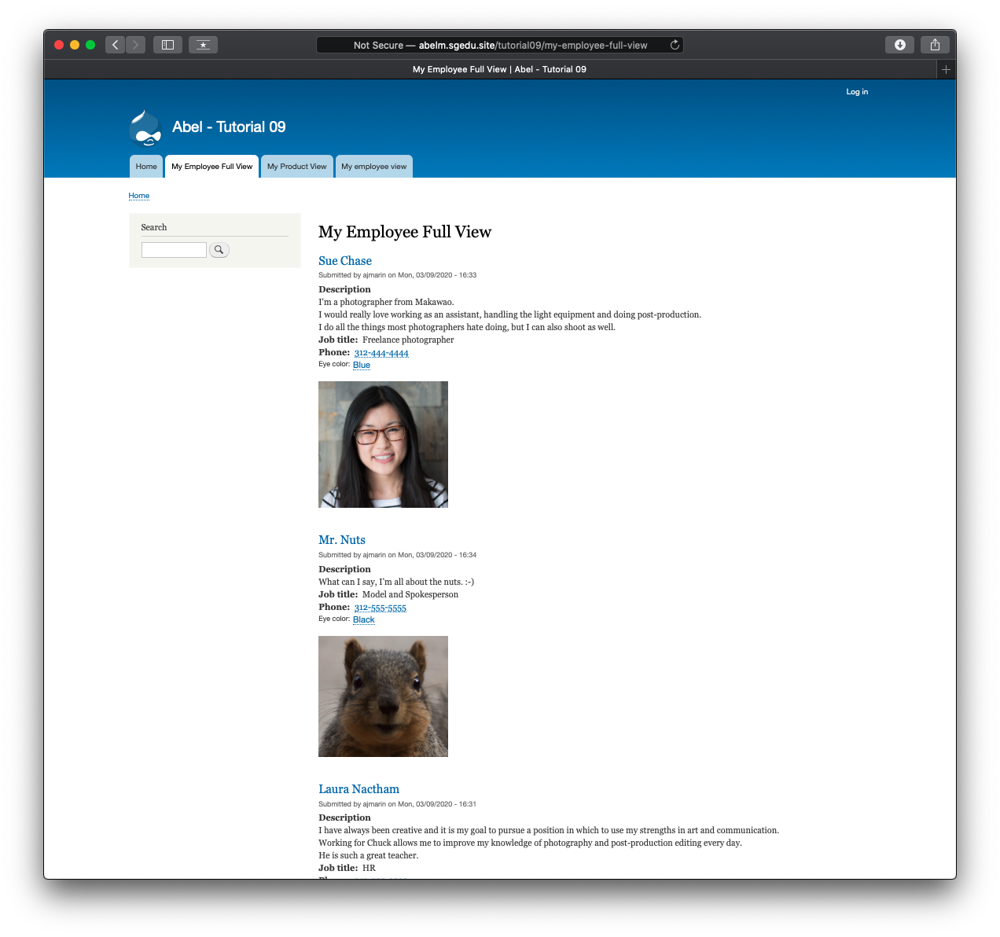 Not Secure — abelm.sgedu.site/tutorial09/my-employee-full-view
My Employee Full View | Abel - Tutorial 09
Log in
Abel - Tutorial 09
Home My Employee Full View My Product View My employee view
Home
Search
My Employee Full View
Sue Chase
Submitted by ajmarin on Mon, 03/09/2020 - 16:33
Description
I'm a photographer from Makawao.
I would really love working as an assistant, handling the light equipment and doing post-production.
I do all the things most photographers hate doing, but I can also shoot as well.
Job title: Freelance photographer
Phone: 312-444-4444
Eye color: Blue
Mr. Nuts
Submitted by ajmarin on Mon, 03/09/2020 - 16:34
Description
What can I say, I'm all about the nuts. :-)
Job title: Model and Spokesperson
Phone: 312-555-5555
Eye color: Black
Laura Nactham
Submitted by ajmarin on Mon, 03/09/2020 - 16:31
Description
I have always been creative and it is my goal to pursue a position in which to use my strengths in art and communication.
Working for Chuck allows me to improve my knowledge of photography and post-production editing every day.
He is such a great teacher.
Job title: HR